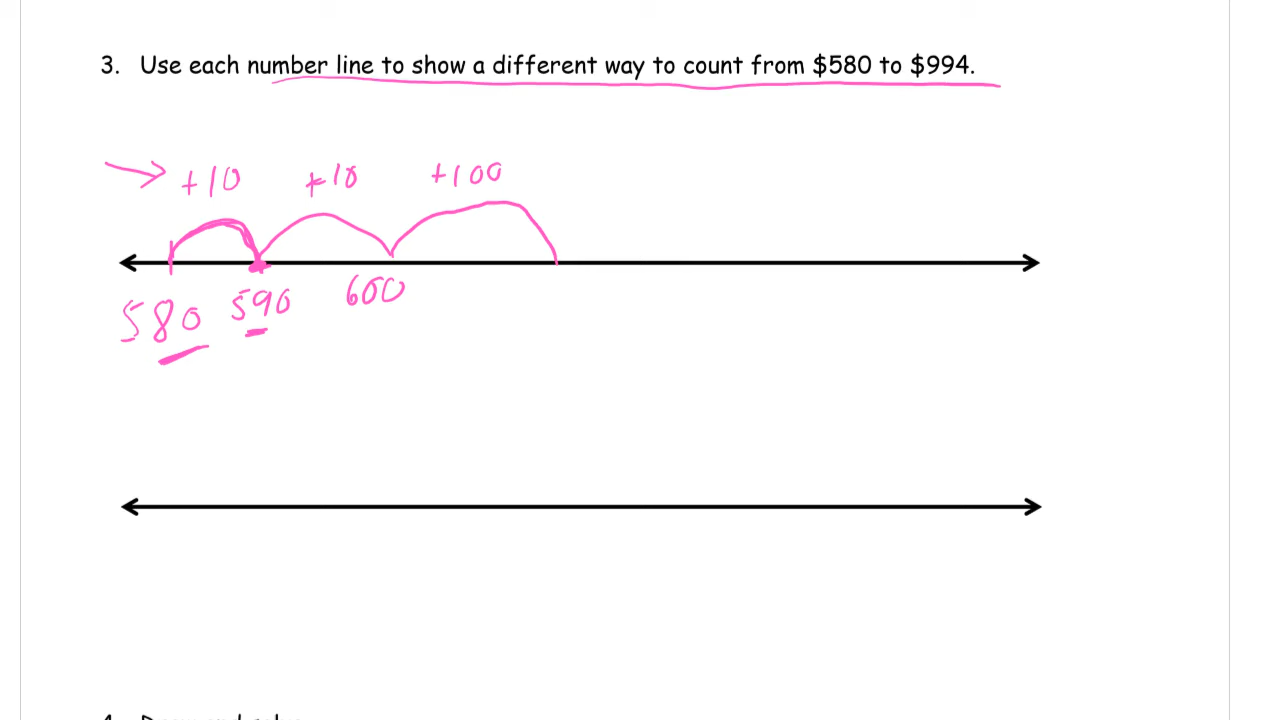 3. Use each number line to show a different way to count from $580 to $994.
+10 +10 +100
580 590 600